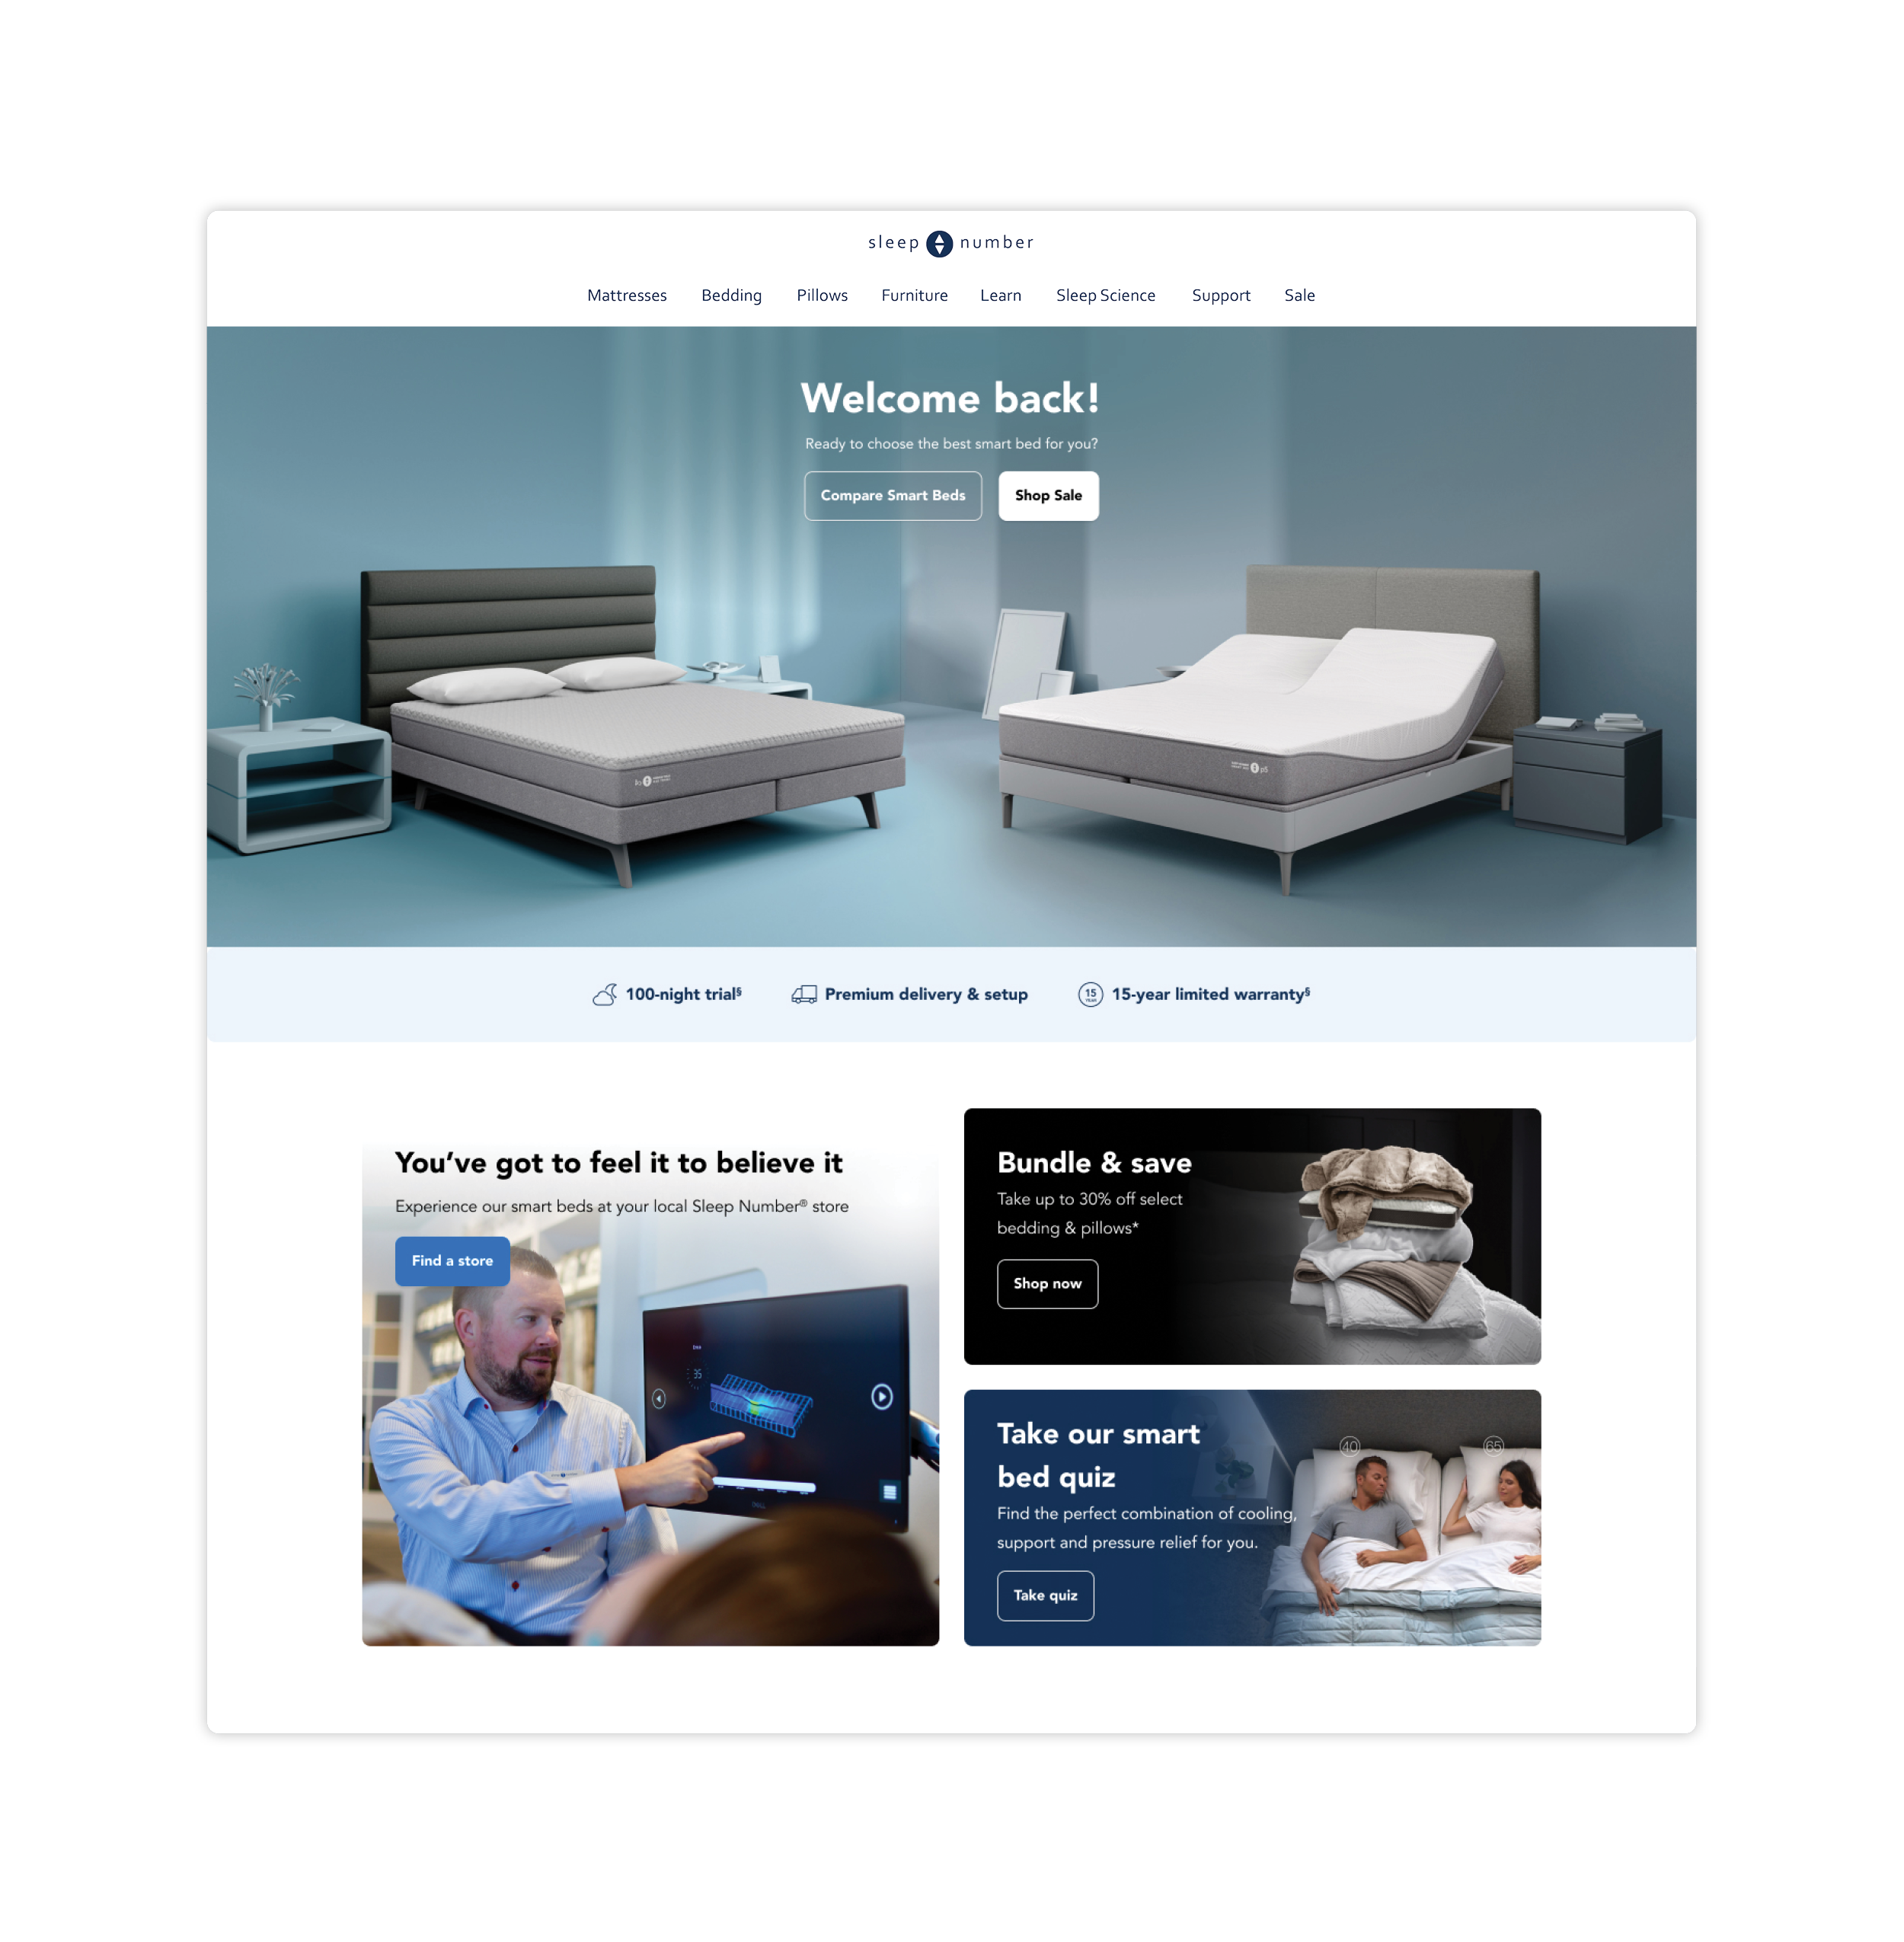 sleep number
Mattresses Bedding Pillows Furniture Learn Sleep Science Support Sale
Welcome back!
Ready to choose the best smart bed for you?
Compare Smart Beds Shop Sale
100-night trial§ Premium delivery & setup 15 YEAR 15-year limited warranty§
You’ve got to feel it to believe it
Experience our smart beds at your local Sleep Number® store
Find a store
35
DELL
Bundle & save
Take up to 30% off select
bedding & pillows*
Shop now
Take our smart
bed quiz
40 65
Find the perfect combination of cooling,
support and pressure relief for you.
Take quiz